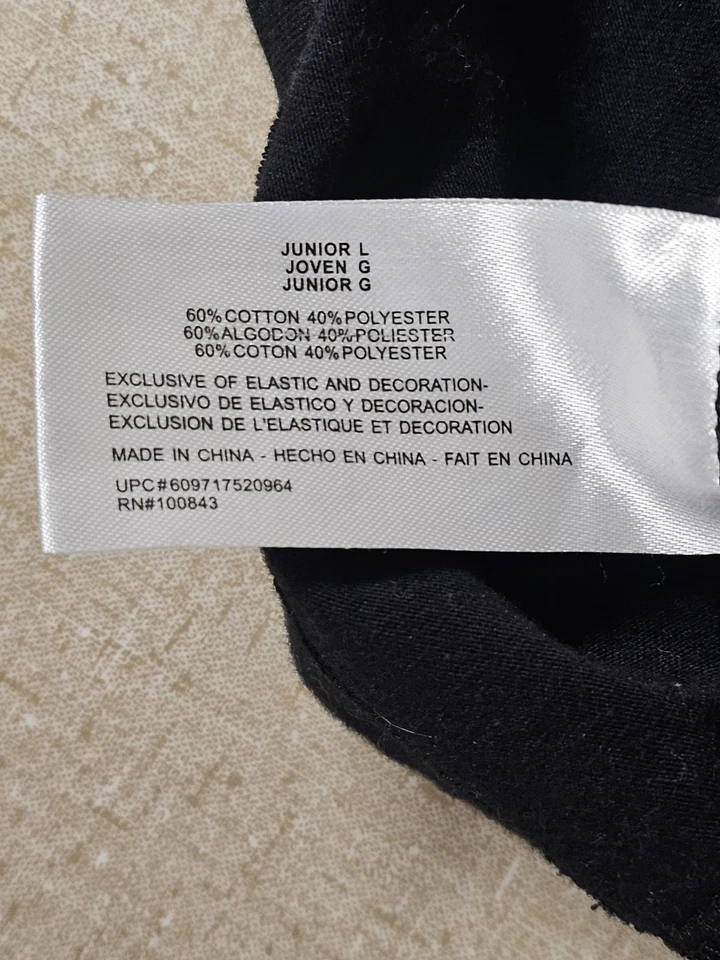 JUNIOR L
JOVEN G
JUNIOR G
60% COTTON 40% POLYESTER
60% ALGODON 40% POLIESTER
60% COTON 40% POLYESTER
EXCLUSIVE OF ELASTIC AND DECORATION-
EXCLUSIVO DE ELASTICO Y DECORACION-
EXCLUSION DE L'ELASTIQUE ET DECORATION
MADE IN CHINA - HECHO EN CHINA - FAIT EN CHINA
UPC#609717520964
RN#100843